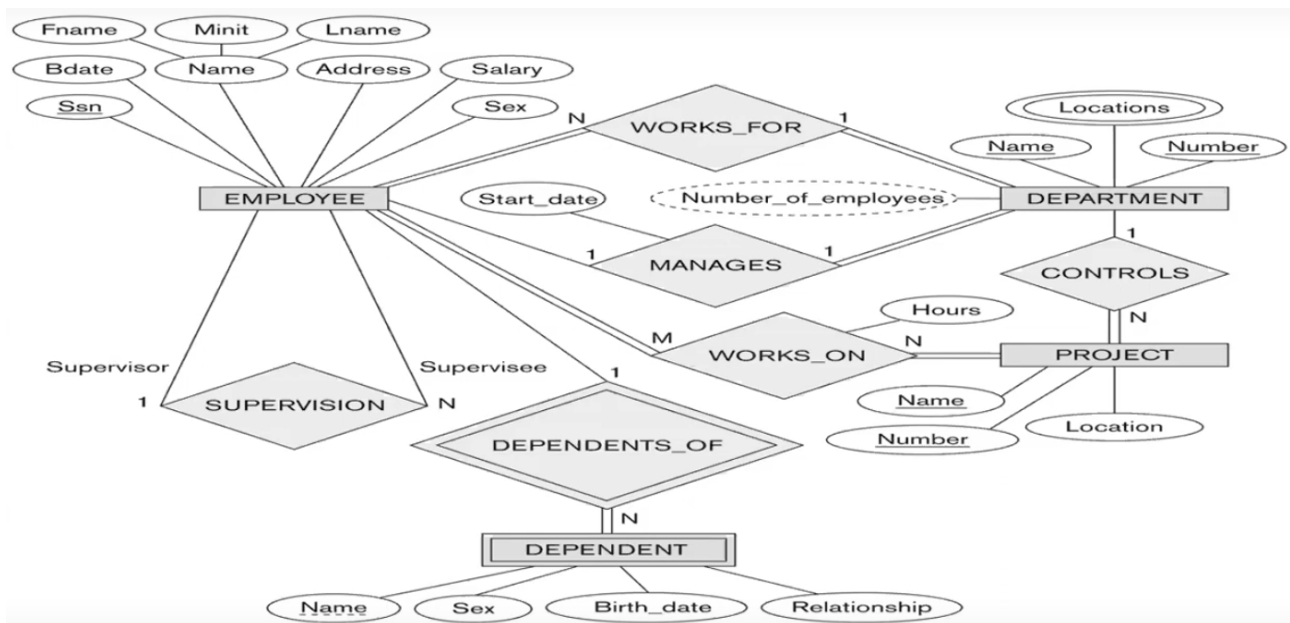 Fname Minit Lname
Bdate Name Address Salary
Ssn Sex
N WORKS_FOR 1
Locations
Name Number
EMPLOYEE
Start_date
Number_of_employees
DEPARTMENT
1 MANAGES 1
1
CONTROLS
N
Hours
M WORKS_ON N
PROJECT
Name
Number
Location
Supervisor Supervisee
1 SUPERVISION N
1
DEPENDENTS_OF
N
DEPENDENT
Name Sex Birth_date Relationship